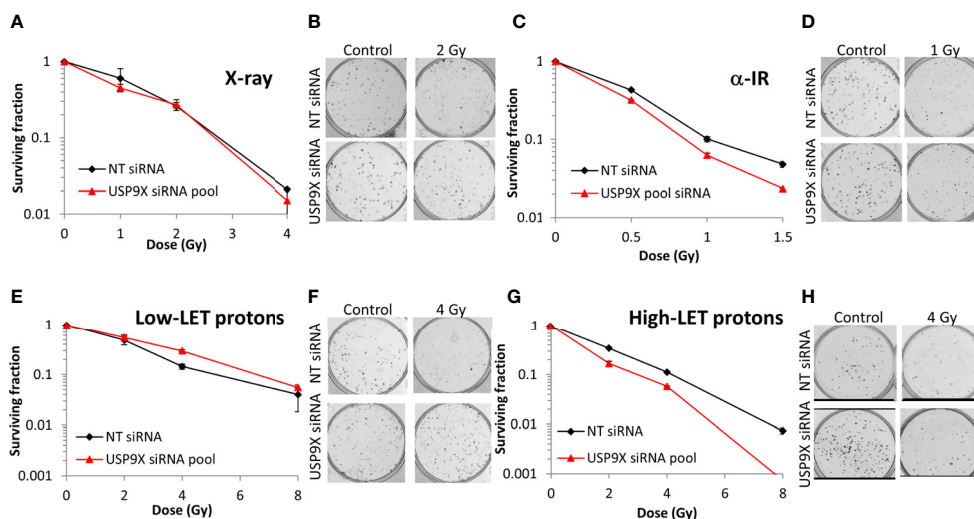 A
X-ray
Surviving fraction
1
0.1
0.01
NT siRNA
USP9X siRNA pool
0
1
2
3
4
Dose (Gy)
B
Control
2 Gy
NT siRNA
USP9X siRNA
C
α-IR
Surviving fraction
1
0.1
0.01
NT siRNA
USP9X pool siRNA
0
0.5
1
1.5
Dose (Gy)
D
Control
1 Gy
NT siRNA
USP9X siRNA
E
Low-LET protons
Surviving fraction
1
0.1
0.01
0.001
NT siRNA
USP9X siRNA pool
0
2
4
6
8
Dose (Gy)
F
Control
4 Gy
NT siRNA
USP9X siRNA
G
High-LET protons
Surviving fraction
1
0.1
0.01
0.001
NT siRNA
USP9X siRNA pool
0
2
4
6
8
Dose (Gy)
H
Control
4 Gy
NT siRNA
USP9X siRNA